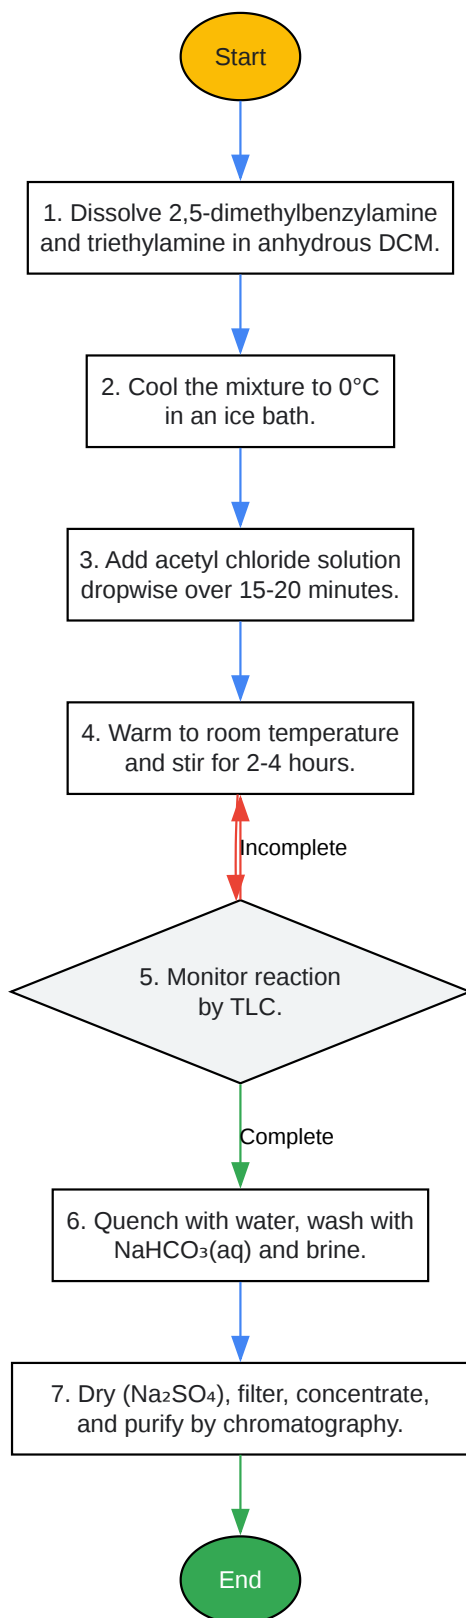 Start
1. Dissolve 2,5-dimethylbenzylamine
and triethylamine in anhydrous DCM.
2. Cool the mixture to 0°C
in an ice bath.
3. Add acetyl chloride solution
dropwise over 15-20 minutes.
4. Warm to room temperature
and stir for 2-4 hours.
Incomplete
5. Monitor reaction
by TLC.
Complete
6. Quench with water, wash with
NaHCO₃(aq) and brine.
7. Dry (Na₂SO₄), filter, concentrate,
and purify by chromatography.
End